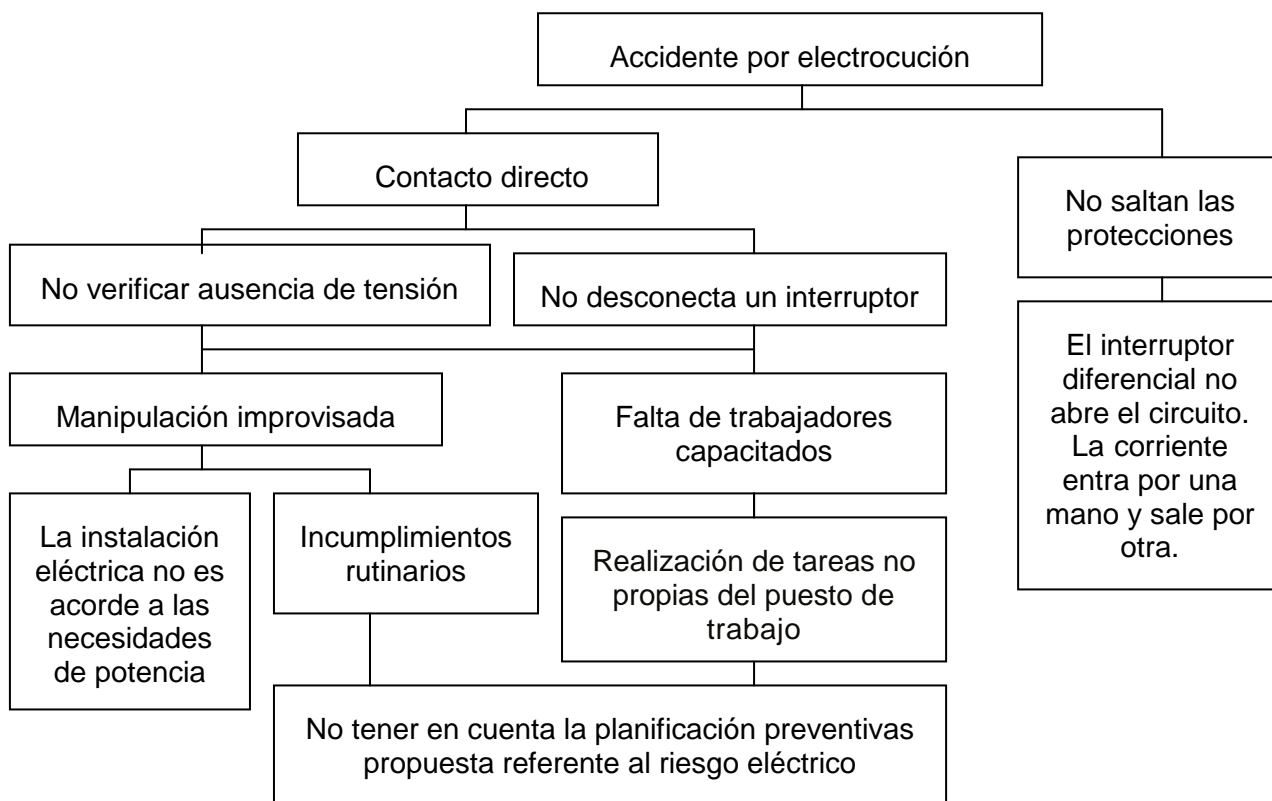 Accidente por electrocución
Contacto directo
No saltan las
protecciones
No verificar ausencia de tensión
No desconecta un interruptor
El interruptor
diferencial no
abre el circuito.
La corriente
entra por una
mano y sale por
otra.
Manipulación improvisada
Falta de trabajadores
capacitados
La instalación
eléctrica no es
acorde a las
necesidades
de potencia
Incumplimientos
rutinarios
Realización de tareas no
propias del puesto de
trabajo
No tener en cuenta la planificación preventivas
propuesta referente al riesgo eléctrico